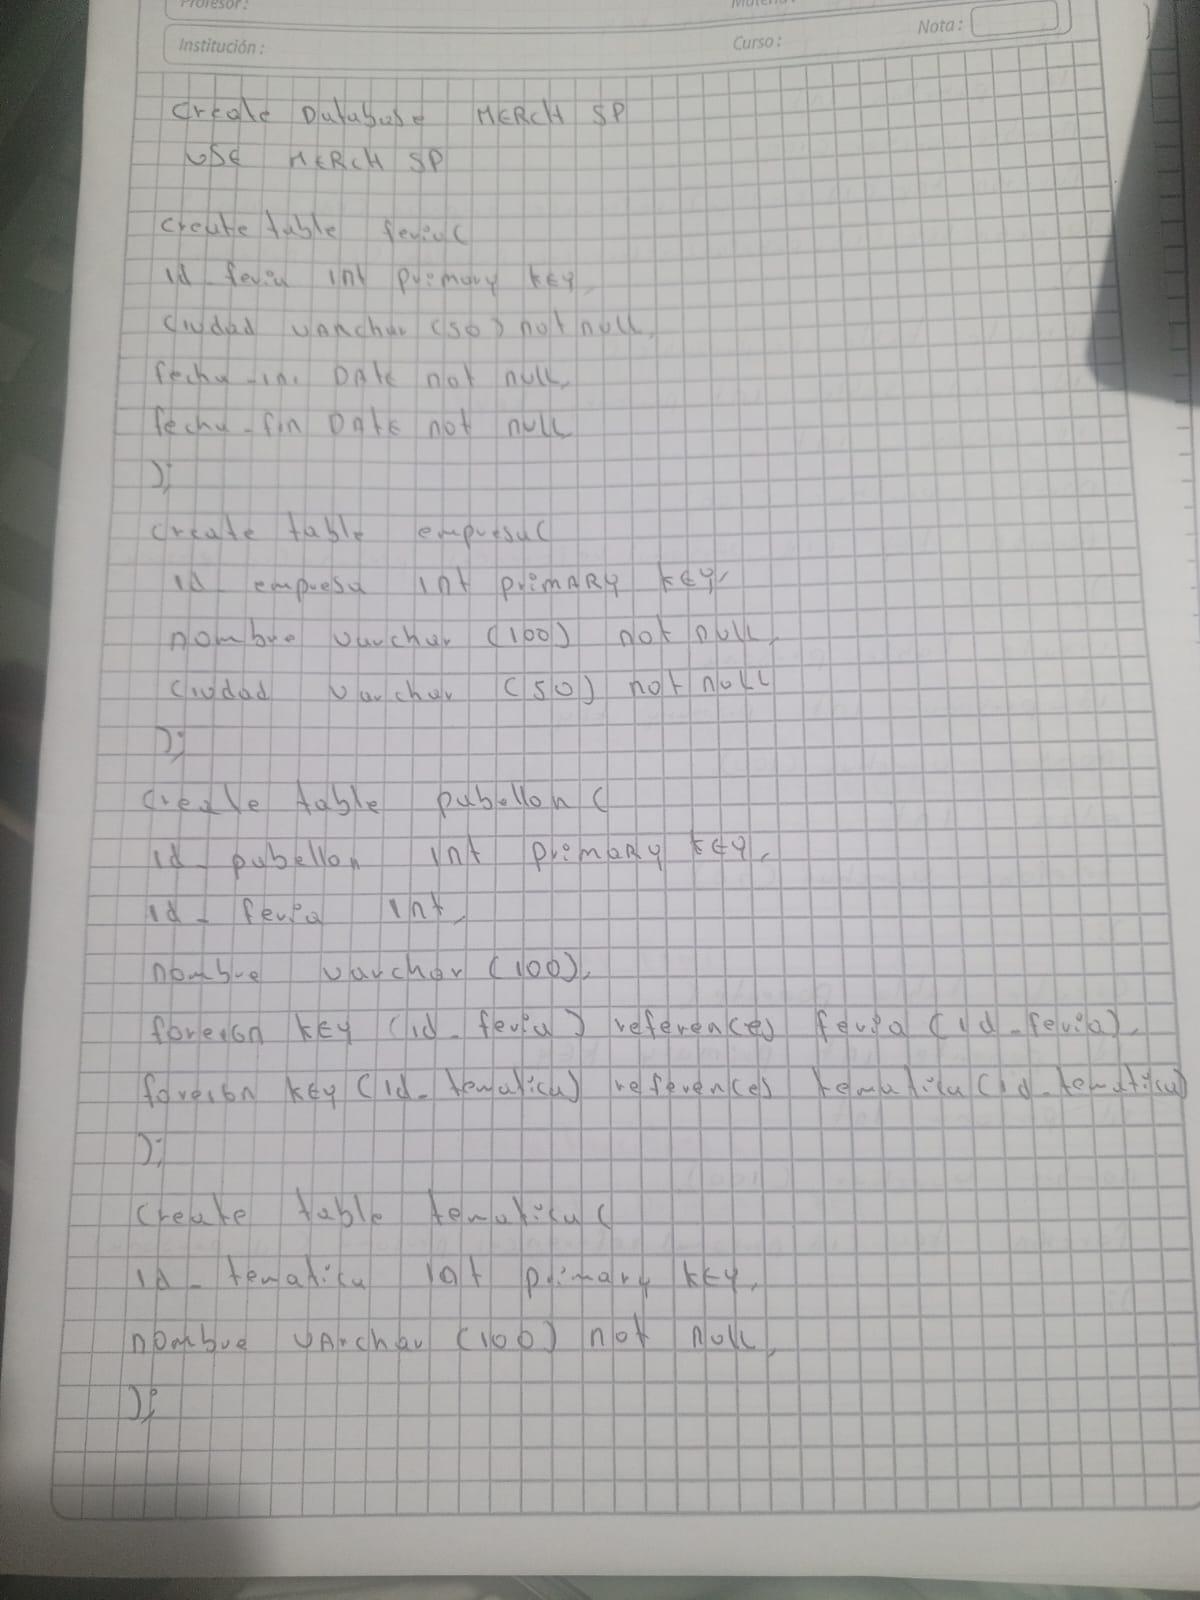 Profesor:
Materia:
Nota:
Institución:
Curso:
Create Database MERCH SP
USE MERCH SP
create table feria(
id_feria int primary key,
ciudad varchar (50) not null,
fecha_ini DATE not null,
fecha_fin DATE not null
);
create table empresa(
id_empresa int primARy key,
nombre varchar (100) not null,
ciudad varchar (50) not null
);
create table pabellon (
id_pabellon int primary key,
id_feria int,
nombre varchar (100),
foreign key (id_feria) references feria (id_feria),
foreign key (id_tematica) references tematica (id_tematica)
);
create table tematica (
id_tematica int primary key,
nombre varchar (100) not null,
);